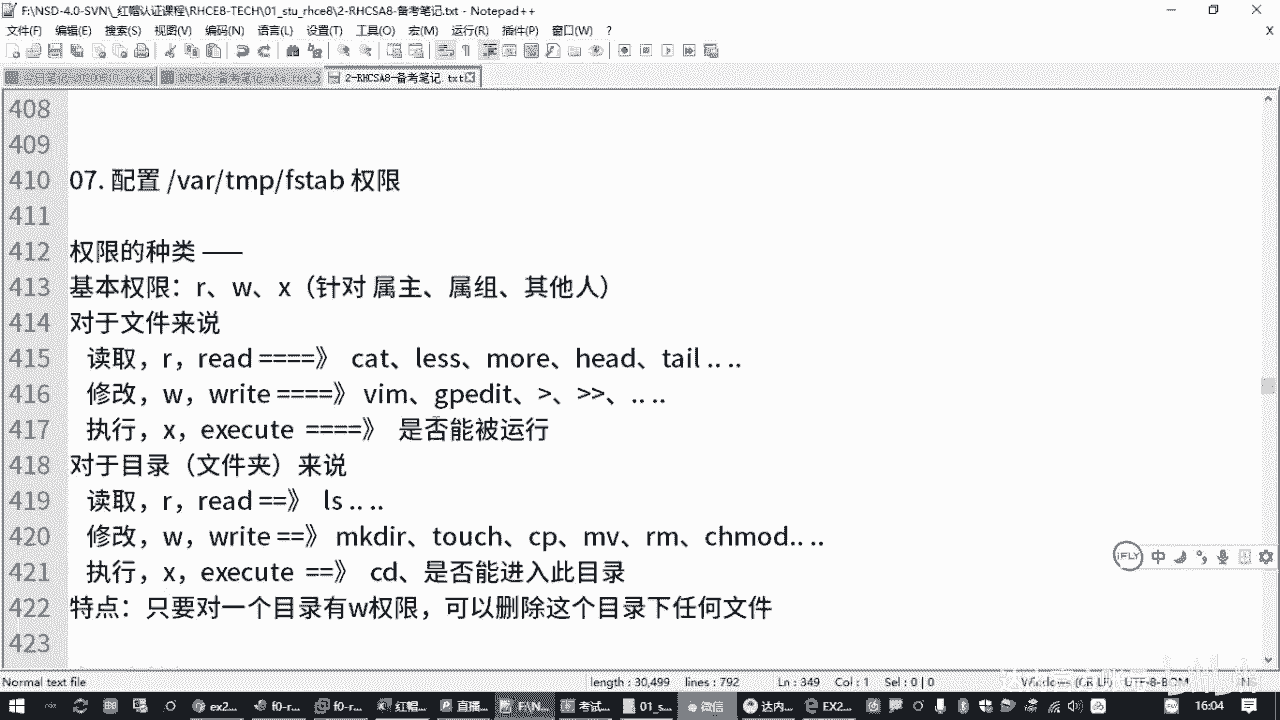 F:\NSD-4.0-SVN\_红帽认证课程\RHCE8-TECH\01_stu_rhce8\2-RHCSA8-备考笔记.txt - Notepad++
文件(F) 编辑(E) 搜索(S) 视图(V) 编码(N) 语言(L) 设置(T) 工具(O) 宏(M) 运行(R) 插件(P) 窗口(W) ? X
2-RHCSA8-备考笔记.txt
408
409
410 07. 配置 /var/tmp/fstab 权限
411
412 权限的种类 ——
413 基本权限：r、w、x（针对 属主、属组、其他人）
414 对于文件来说
415 读取，r，read ====》 cat、less、more、head、tail .. ..
416 修改，w，write ====》 vim、gpedit、>、>>、.. ..
417 执行，x，execute ====》 是否能被运行
418 对于目录（文件夹）来说
419 读取，r，read ==》 ls .. ..
420 修改，w，write ==》 mkdir、touch、cp、mv、rm、chmod.. ..
421 执行，x，execute ==》 cd、是否能进入此目录
422 特点：只要对一个目录有w权限，可以删除这个目录下任何文件
423
iFLY 中
Normal text file length : 30,499 lines : 792 Ln : 349 Col : 1 Sel : 0 | 0 Windows (CR LF) UTF-8-BOM INS
ex2... f0-r... f0-r... 红帽... 直播... F:\N... 考试... 01_s... 微信 达内... EX2... 16:04